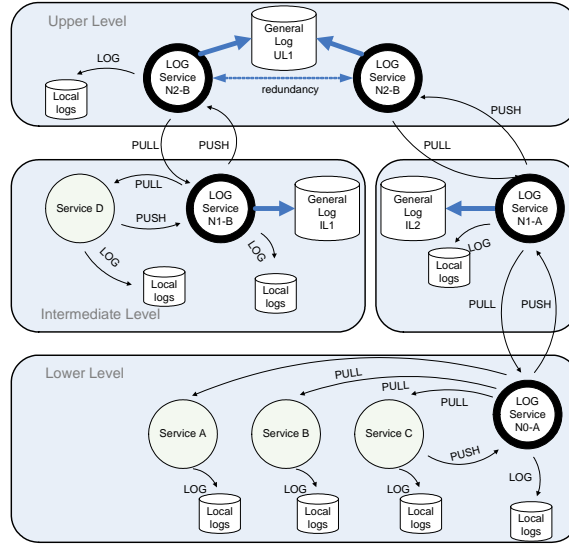 Upper Level
General
Log
UL1
LOG
Service
N2-B
LOG
Service
N2-B
LOG
Local
logs
redundancy
PULL
PUSH
PULL
PUSH
Service D
PULL
PUSH
LOG
Service
N1-B
General
Log
IL1
LOG
Local
logs
LOG
Local
logs
Intermediate Level
General
Log
IL2
LOG
Service
N1-A
LOG
Local
logs
PULL
PUSH
Lower Level
PULL
PULL
PULL
LOG
Service
N0-A
Service A
Service B
Service C
PUSH
LOG
Local
logs
LOG
Local
logs
LOG
Local
logs
LOG
Local
logs